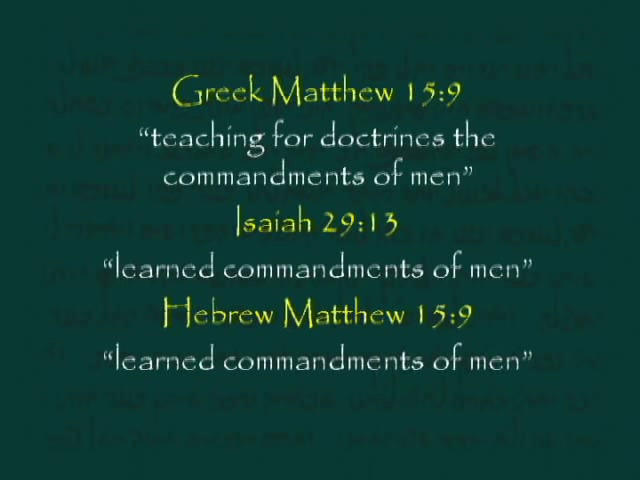 Greek Matthew 15:9
“teaching for doctrines the
commandments of men”
Isaiah 29:13
“learned commandments of men”
Hebrew Matthew 15:9
“learned commandments of men”